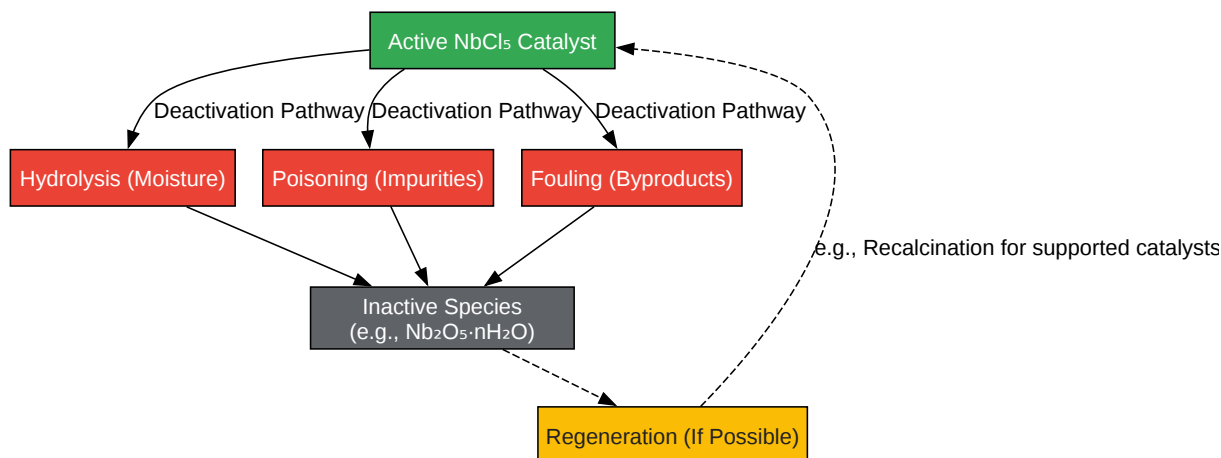 Active NbCl₅ Catalyst
Deactivation Pathway
Deactivation Pathway
Deactivation Pathway
Hydrolysis (Moisture)
Poisoning (Impurities)
Fouling (Byproducts)
e.g., Recalcination for supported catalysts
Inactive Species
(e.g., Nb₂O₅·nH₂O)
Regeneration (If Possible)